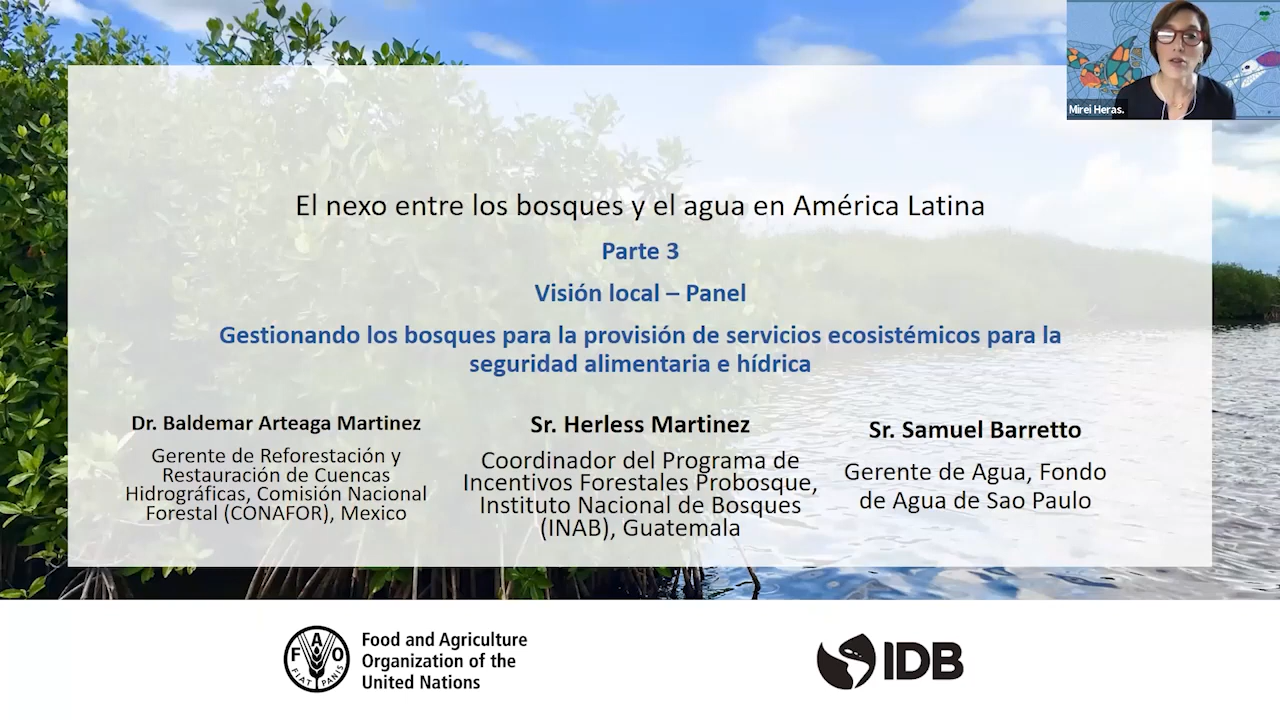 Mirei Heras.
El nexo entre los bosques y el agua en América Latina
Parte 3
Visión local – Panel
Gestionando los bosques para la provisión de servicios ecosistémicos para la
seguridad alimentaria e hídrica
Dr. Baldemar Arteaga Martinez
Gerente de Reforestación y
Restauración de Cuencas
Hidrográficas, Comisión Nacional
Forestal (CONAFOR), Mexico
Sr. Herless Martinez
Coordinador del Programa de
Incentivos Forestales Probosque,
Instituto Nacional de Bosques
(INAB), Guatemala
Sr. Samuel Barretto
Gerente de Agua, Fondo
de Agua de Sao Paulo
FAO
FIAT PANIS
Food and Agriculture
Organization of the
United Nations
IDB